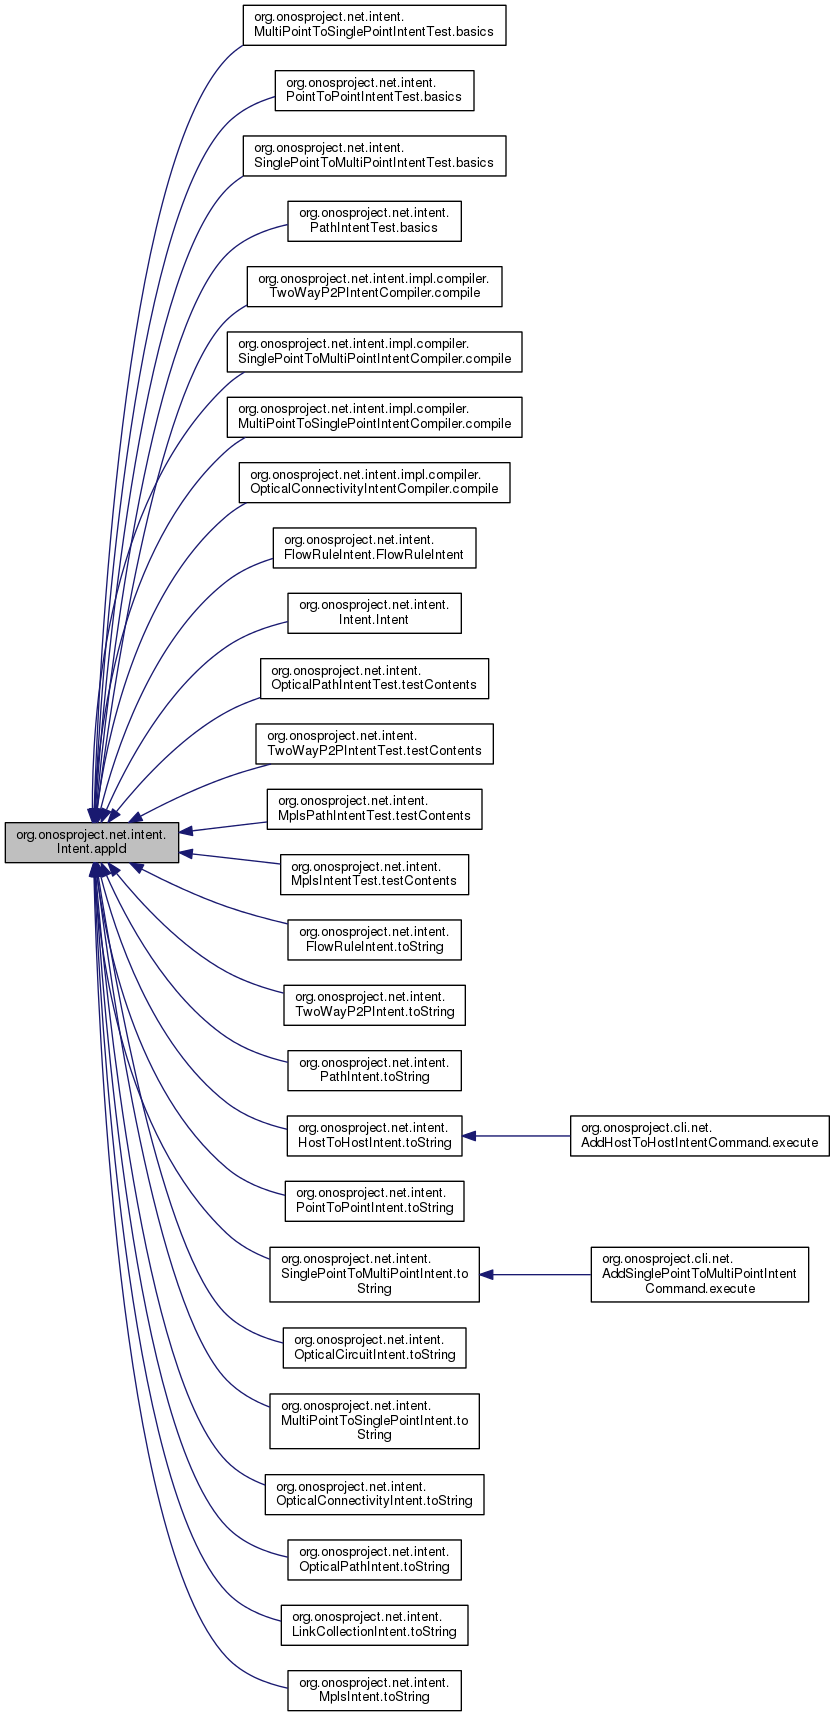 org.onosproject.net.intent.
MultiPointToSinglePointIntentTest.basics
org.onosproject.net.intent.
PointToPointIntentTest.basics
org.onosproject.net.intent.
SinglePointToMultiPointIntentTest.basics
org.onosproject.net.intent.
PathIntentTest.basics
org.onosproject.net.intent.impl.compiler.
TwoWayP2PIntentCompiler.compile
org.onosproject.net.intent.impl.compiler.
SinglePointToMultiPointIntentCompiler.compile
org.onosproject.net.intent.impl.compiler.
MultiPointToSinglePointIntentCompiler.compile
org.onosproject.net.intent.impl.compiler.
OpticalConnectivityIntentCompiler.compile
org.onosproject.net.intent.
FlowRuleIntent.FlowRuleIntent
org.onosproject.net.intent.
Intent.Intent
org.onosproject.net.intent.
OpticalPathIntentTest.testContents
org.onosproject.net.intent.
TwoWayP2PIntentTest.testContents
org.onosproject.net.intent.
MplsPathIntentTest.testContents
org.onosproject.net.intent.
Intent.appId
org.onosproject.net.intent.
MplsIntentTest.testContents
org.onosproject.net.intent.
FlowRuleIntent.toString
org.onosproject.net.intent.
TwoWayP2PIntent.toString
org.onosproject.net.intent.
PathIntent.toString
org.onosproject.net.intent.
HostToHostIntent.toString
org.onosproject.cli.net.
AddHostToHostIntentCommand.execute
org.onosproject.net.intent.
PointToPointIntent.toString
org.onosproject.net.intent.
SinglePointToMultiPointIntent.to
String
org.onosproject.cli.net.
AddSinglePointToMultiPointIntent
Command.execute
org.onosproject.net.intent.
OpticalCircuitIntent.toString
org.onosproject.net.intent.
MultiPointToSinglePointIntent.to
String
org.onosproject.net.intent.
OpticalConnectivityIntent.toString
org.onosproject.net.intent.
OpticalPathIntent.toString
org.onosproject.net.intent.
LinkCollectionIntent.toString
org.onosproject.net.intent.
MplsIntent.toString